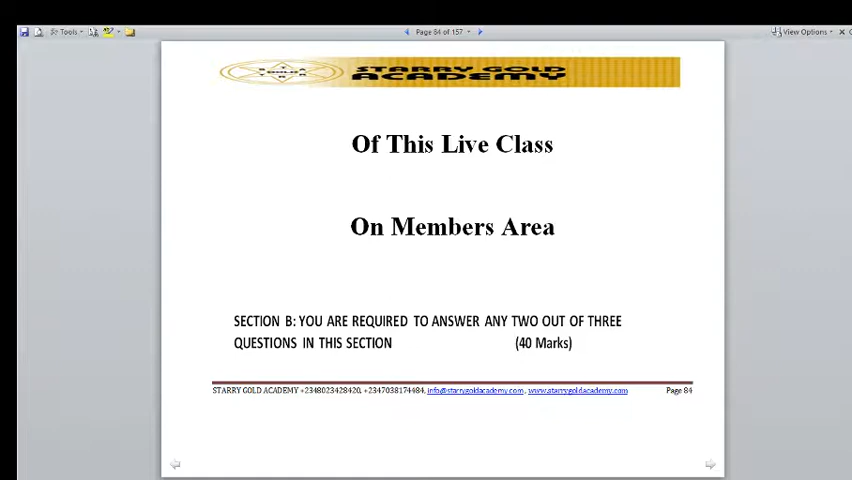 Tools
Page 84 of 157
View Options
STARRY GOLD
ACADEMY
Of This Live Class
On Members Area
SECTION B: YOU ARE REQUIRED TO ANSWER ANY TWO OUT OF THREE
QUESTIONS IN THIS SECTION (40 Marks)
STARRY GOLD ACADEMY +2348023428420, +2347038174484, info@starrygoldacademy.com, www.starrygoldacademy.com Page 84